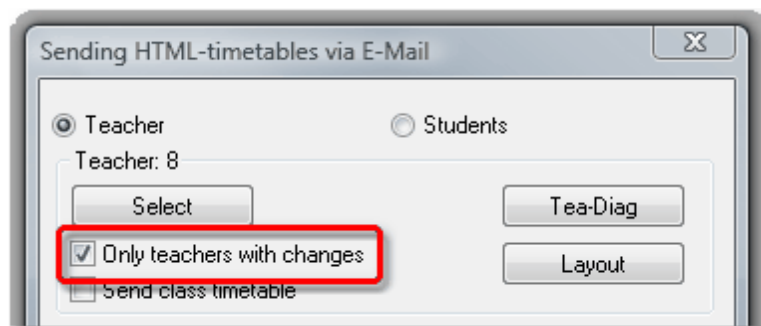 Sending HTML-timetables via E-Mail
Teacher Students
Teacher: 8
Select Tea-Diag
Only teachers with changes
Layout
Send class timetable